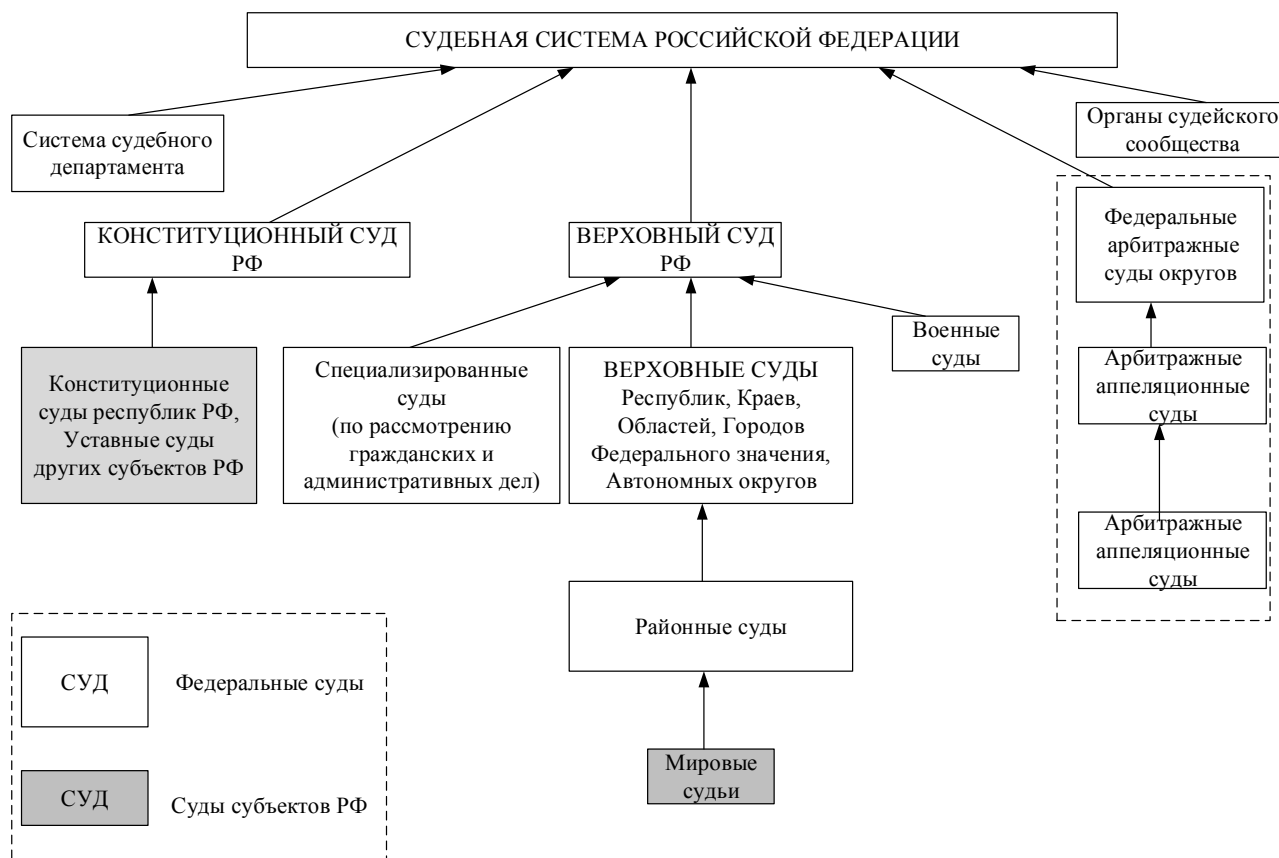 СУДЕБНАЯ СИСТЕМА РОССИЙСКОЙ ФЕДЕРАЦИИ
Система судебного
департамента
Органы судейского
сообщества
КОНСТИТУЦИОННЫЙ СУД
РФ
ВЕРХОВНЫЙ СУД
РФ
Федеральные
арбитражные
суды округов
Военные
суды
Конституционные
суды республик РФ,
Уставные суды
других субъектов РФ
Специализированные
суды
(по рассмотрению
гражданских и
административных дел)
ВЕРХОВНЫЕ СУДЫ
Республик, Краев,
Областей, Городов
Федерального значения,
Автономных округов
Арбитражные
аппеляционные
суды
Арбитражные
аппеляционные
суды
Районные суды
Мировые
судьи
СУД
Федеральные суды
СУД
Суды субъектов РФ